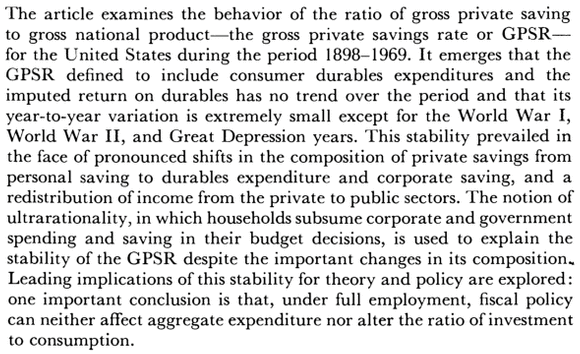 The article examines the behavior of the ratio of gross private saving
to gross national product—the gross private savings rate or GPSR—
for the United States during the period 1898–1969. It emerges that the
GPSR defined to include consumer durables expenditures and the
imputed return on durables has no trend over the period and that its
year-to-year variation is extremely small except for the World War I,
World War II, and Great Depression years. This stability prevailed in
the face of pronounced shifts in the composition of private savings from
personal saving to durables expenditure and corporate saving, and a
redistribution of income from the private to public sectors. The notion of
ultrarationality, in which households subsume corporate and government
spending and saving in their budget decisions, is used to explain the
stability of the GPSR despite the important changes in its composition.
Leading implications of this stability for theory and policy are explored:
one important conclusion is that, under full employment, fiscal policy
can neither affect aggregate expenditure nor alter the ratio of investment
to consumption.